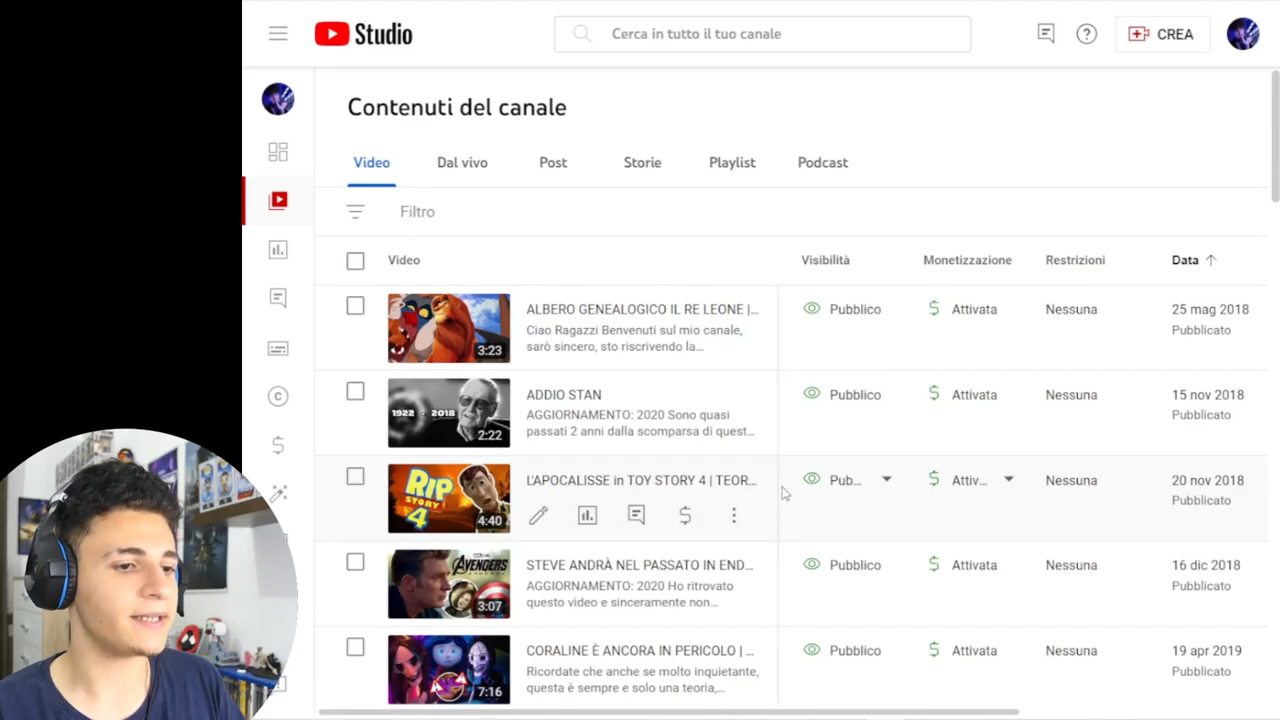 Studio
Cerca in tutto il tuo canale
CREA
Contenuti del canale
Video
Dal vivo
Post
Storie
Playlist
Podcast
Filtro
Video
Visibilità
Monetizzazione
Restrizioni
Data
3:23
ALBERO GENEALOGICO IL RE LEONE |...
Ciao Ragazzi Benvenuti sul mio canale,
sarò sincero, sto riscrivendo la...
Pubblico
Attivata
Nessuna
25 mag 2018
Pubblicato
1922 - 2018
2:22
ADDIO STAN
AGGIORNAMENTO: 2020 Sono quasi
passati 2 anni dalla scomparsa di quest...
Pubblico
Attivata
Nessuna
15 nov 2018
Pubblicato
RIP
STORY
4
4:40
L'APOCALISSE in TOY STORY 4 | TEOR...
Pub...
Attiv...
Nessuna
20 nov 2018
Pubblicato
AVENGERS
3:07
STEVE ANDRÀ NEL PASSATO IN END...
AGGIORNAMENTO: 2020 Ho ritrovato
questo video e sinceramente non...
Pubblico
Attivata
Nessuna
16 dic 2018
Pubblicato
7:16
CORALINE È ANCORA IN PERICOLO | ...
Ricordate che anche se molto inquietante,
questa è sempre e solo una teoria,...
Pubblico
Attivata
Nessuna
19 apr 2019
Pubblicato